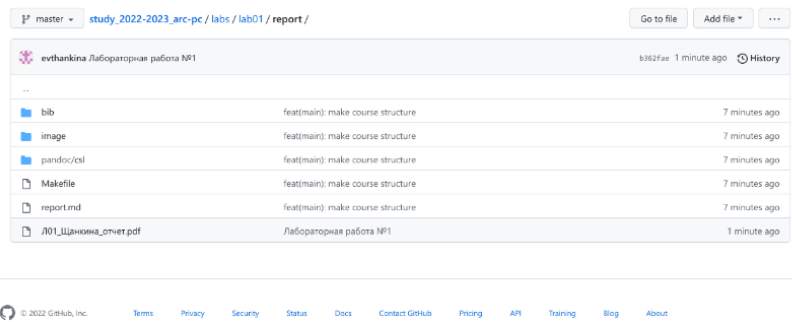 master study_2022-2023_arc-pc / labs / lab01 / report / Go to file Add file ...
evthankina Лабораторная работа №1 b362fae 1 minute ago History
..
bib feat(main): make course structure 7 minutes ago
image feat(main): make course structure 7 minutes ago
pandoc/csl feat(main): make course structure 7 minutes ago
Makefile feat(main): make course structure 7 minutes ago
report.md feat(main): make course structure 7 minutes ago
Л01_Щанкина_отчет.pdf Лабораторная работа №1 1 minute ago
© 2022 GitHub, Inc. Terms Privacy Security Status Docs Contact GitHub Pricing API Training Blog About